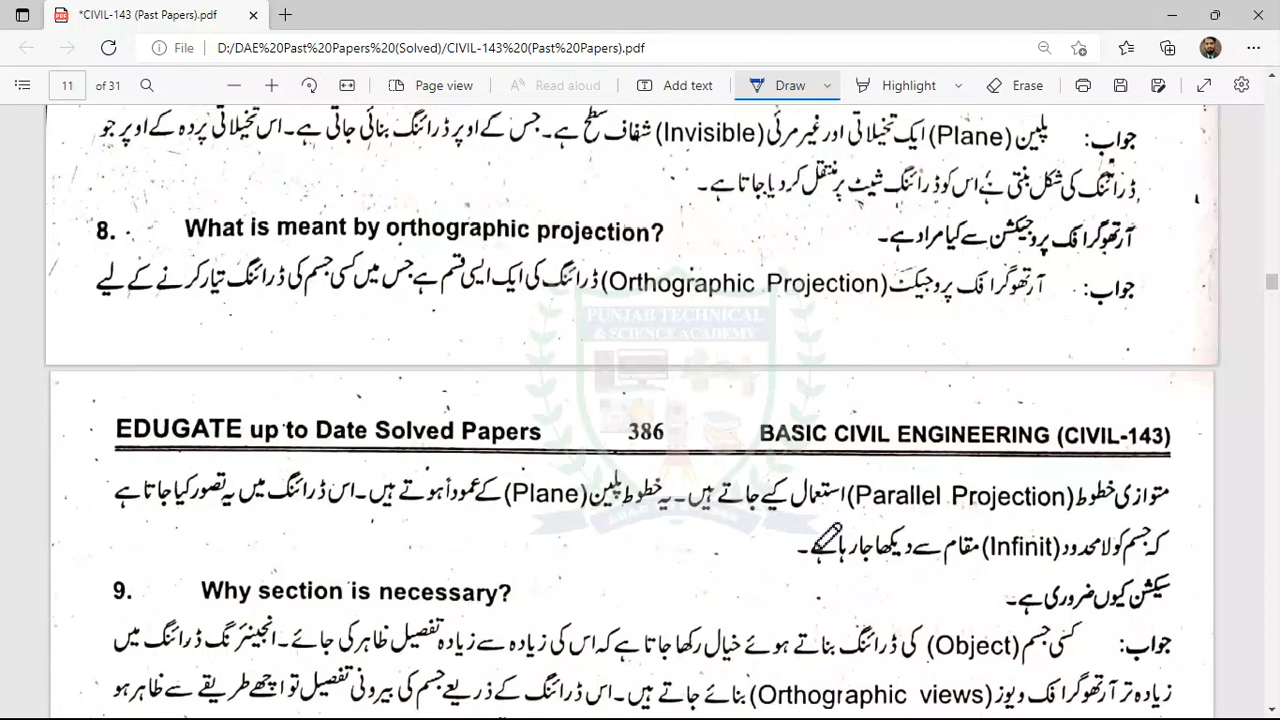 *CIVIL-143 (Past Papers).pdf
File D:/DAE%20Past%20Papers%20(Solved)/CIVIL-143%20(Past%20Papers).pdf
11 of 31 Page view Read aloud Add text Draw Highlight Erase
جواب: پلین (Plane) ایک تخیلاتی اور غیر مرئی (Invisible) شفاف سطح ہے۔ جس کے اوپر ڈرائنگ بنائی جاتی ہے۔ اس تخیلاتی پردہ کے اوپر جو
ڈرائنگ کی شکل بنتی ہے اس کو ڈرائنگ شیٹ پر منتقل کر دیا جاتا ہے۔
8. What is meant by orthographic projection? آرتھوگرافک پروجیکشن سے کیا مراد ہے۔
جواب: آرتھوگرافک پروجیکٹ (Orthographic Projection) ڈرائنگ کی ایک ایسی قسم ہے جس میں کسی جسم کی ڈرائنگ تیار کرنے کے لیے
PUNJAB TECHNICAL
& SCIENCE ACADEMY
EDUGATE up to Date Solved Papers 386 BASIC CIVIL ENGINEERING (CIVIL-143)
متوازی خطوط (Parallel Projection) استعمال کیے جاتے ہیں۔ یہ خطوط پلین (Plane) کے عموداً ہوتے ہیں۔ اس ڈرائنگ میں یہ تصور کیا جاتا ہے
کہ جسم کو لامحدود (Infinit) مقام سے دیکھا جا رہا ہے۔
9. Why section is necessary? سیکشن کیوں ضروری ہے۔
جواب: کسی جسم (Object) کی ڈرائنگ بناتے ہوئے خیال رکھا جاتا ہے کہ اس کی زیادہ سے زیادہ تفصیل ظاہر کی جائے۔ انجینئرنگ ڈرائنگ میں
زیادہ تر آرتھوگرافک ویوز (Orthographic views) بنائے جاتے ہیں۔ اس ڈرائنگ کے ذریعے جسم کی بیرونی تفصیل تو اچھے طریقے سے ظاہر ہو